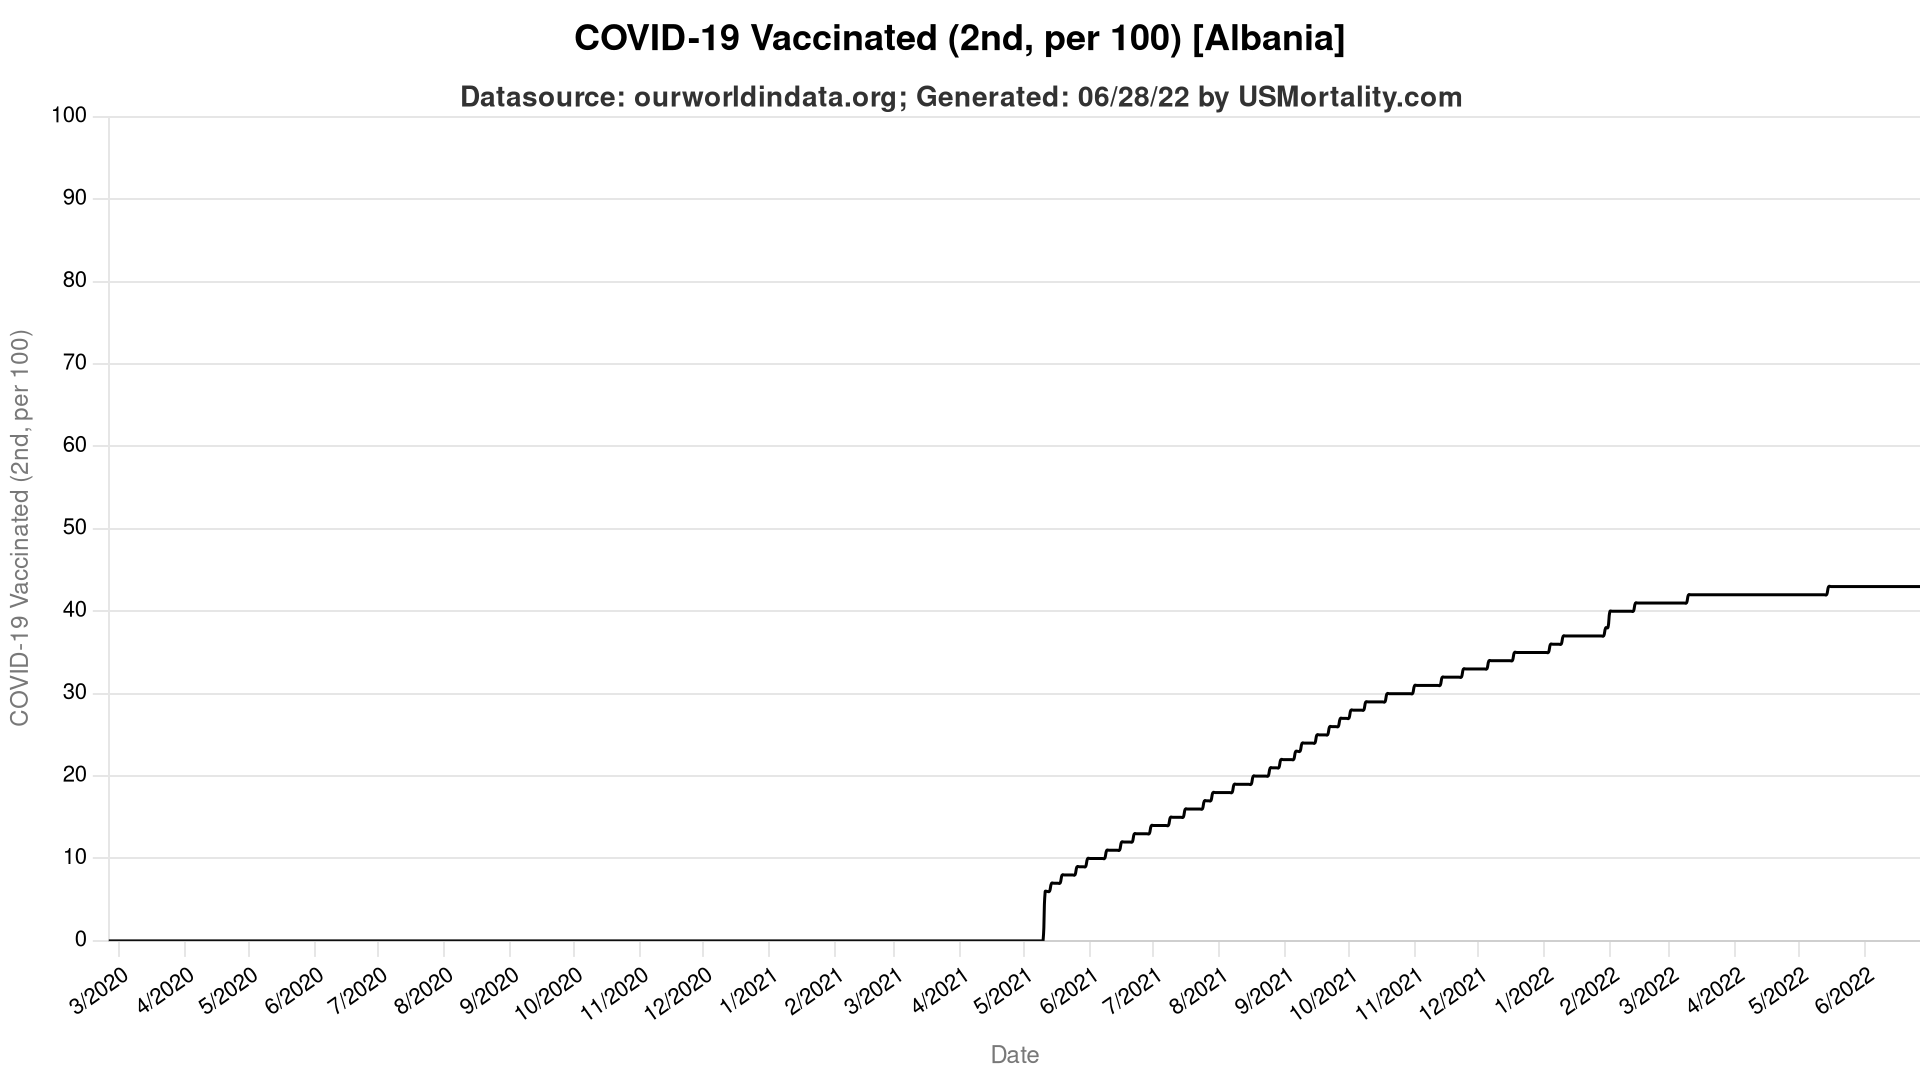 COVID-19 Vaccinated (2nd, per 100) [Albania]
Datasource: ourworldindata.org; Generated: 06/28/22 by USMortality.com
COVID-19 Vaccinated (2nd, per 100)
100
90
80
70
60
50
40
30
20
10
0
3/2020 4/2020 5/2020 6/2020 7/2020 8/2020 9/2020 10/2020 11/2020 12/2020 1/2021 2/2021 3/2021 4/2021 5/2021 6/2021 7/2021 8/2021 9/2021 10/2021 11/2021 12/2021 1/2022 2/2022 3/2022 4/2022 5/2022 6/2022
Date